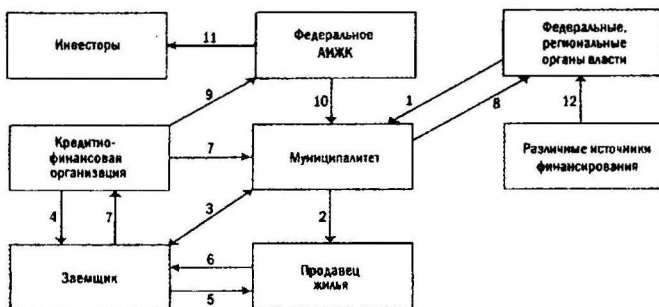 Инвесторы
11
Федеральное
АИЖК
Федеральные,
региональные
органы власти
9
10
1
8
12
Кредитно-
финансовая
организация
7
Муниципалитет
Различные источники
финансирования
4
7
3
2
Заемщик
6
5
Продавец
жилья